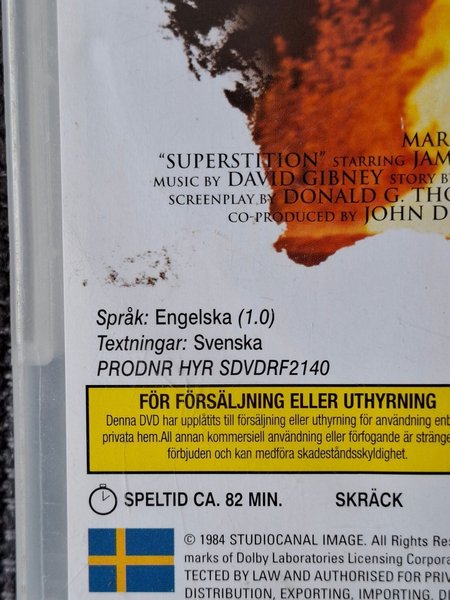 MAR
"SUPERSTITION" STARRING JAM
MUSIC BY DAVID GIBNEY STORY B
SCREENPLAY BY DONALD G. THO
CO-PRODUCED BY JOHN D
Språk: Engelska (1.0)
Textningar: Svenska
PRODNR HYR SDVDRF2140
FÖR FÖRSÄLJNING ELLER UTHYRNING
Denna DVD har upplåtits till försäljning eller uthyrning för användning enb
privata hem.All annan kommersiell användning eller förfogande är stränge
förbjuden och kan medföra skadeståndsskyldighet.
SPELTID CA. 82 MIN. SKRÄCK
© 1984 STUDIOCANAL IMAGE. All Rights Res
marks of Dolby Laboratories Licensing Corpora
TECTED BY LAW AND AUTHORISED FOR PRIV
DISTRIBUTION, EXPORTING, IMPORTING, DI